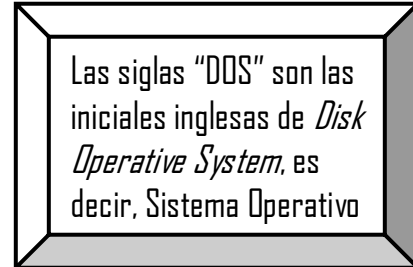 Las siglas “DOS” son las
iniciales inglesas de Disk
Operative System, es
decir, Sistema Operativo